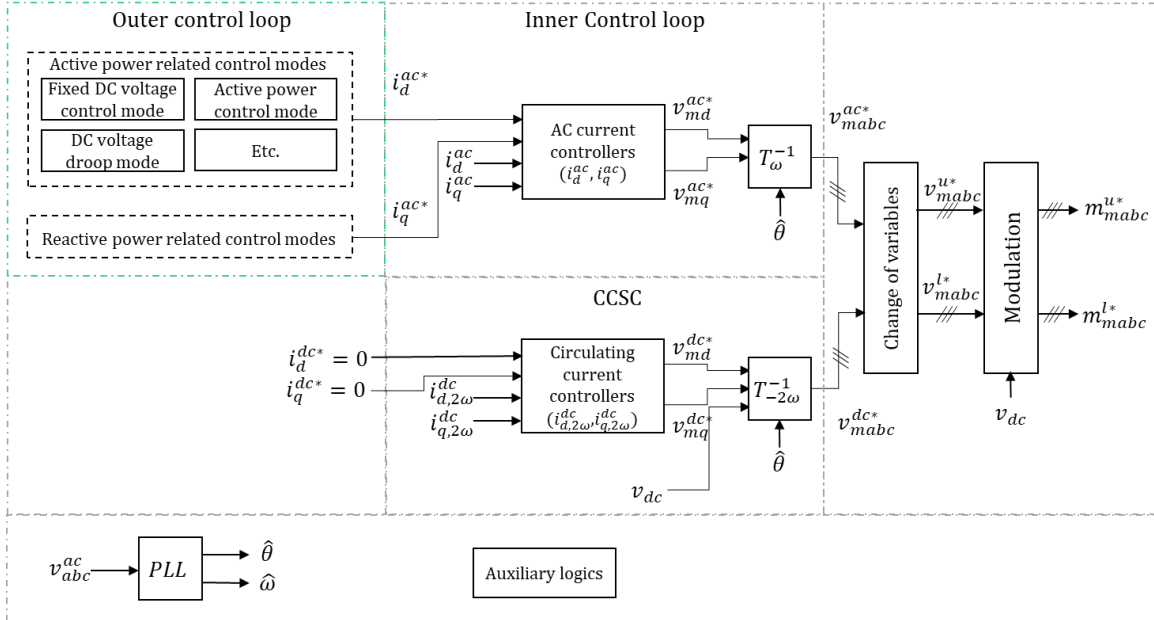 Outer control loop
Active power related control modes
Fixed DC voltage
control mode
Active power
control mode
DC voltage
droop mode
Etc.
Reactive power related control modes
i_d^{ac*}
i_q^{ac*}
Inner Control loop
i_d^{ac}
i_q^{ac}
AC current
controllers
(i_d^{ac}, i_q^{ac})
v_{md}^{ac*}
v_{mq}^{ac*}
T_ω^{-1}
θ̂
v_{mabc}^{ac*}
CCSC
i_d^{dc*} = 0
i_q^{dc*} = 0
i_{d,2ω}^{dc}
i_{q,2ω}^{dc}
Circulating
current
controllers
(i_{d,2ω}^{dc}, i_{q,2ω}^{dc})
v_{md}^{dc*}
v_{mq}^{dc*}
v_{dc}
T_{-2ω}^{-1}
θ̂
v_{mabc}^{dc*}
Change of variables
v_{mabc}^{u*}
v_{mabc}^{l*}
Modulation
v_{dc}
m_{mabc}^{u*}
m_{mabc}^{l*}
v_{abc}^{ac}
PLL
θ̂
ω̂
Auxiliary logics